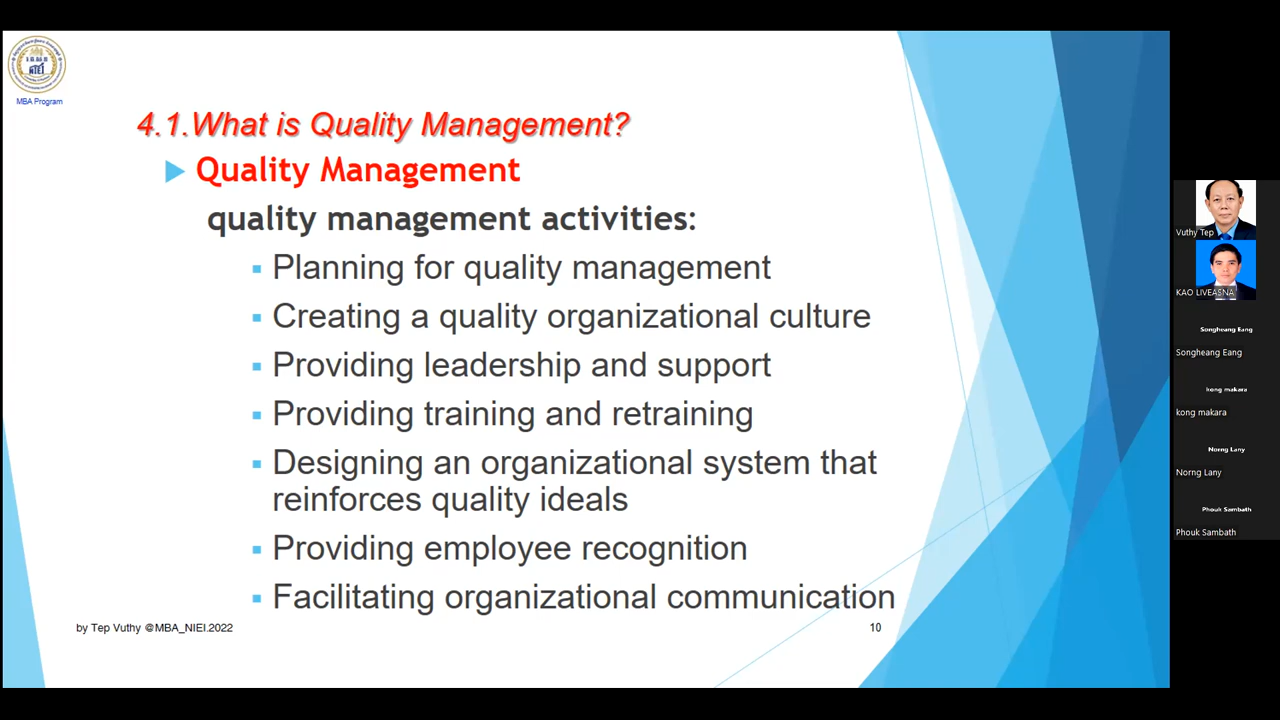 NIEI
MBA Program
4.1.What is Quality Management?
Quality Management
quality management activities:
Planning for quality management
Creating a quality organizational culture
Providing leadership and support
Providing training and retraining
Designing an organizational system that
reinforces quality ideals
Providing employee recognition
Facilitating organizational communication
by Tep Vuthy @MBA_NIEI.2022
10
Vuthy Tep
KAO LIVEASNA
Songheang Eang
Songheang Eang
kong makara
kong makara
Norng Lany
Norng Lany
Phouk Sambath
Phouk Sambath